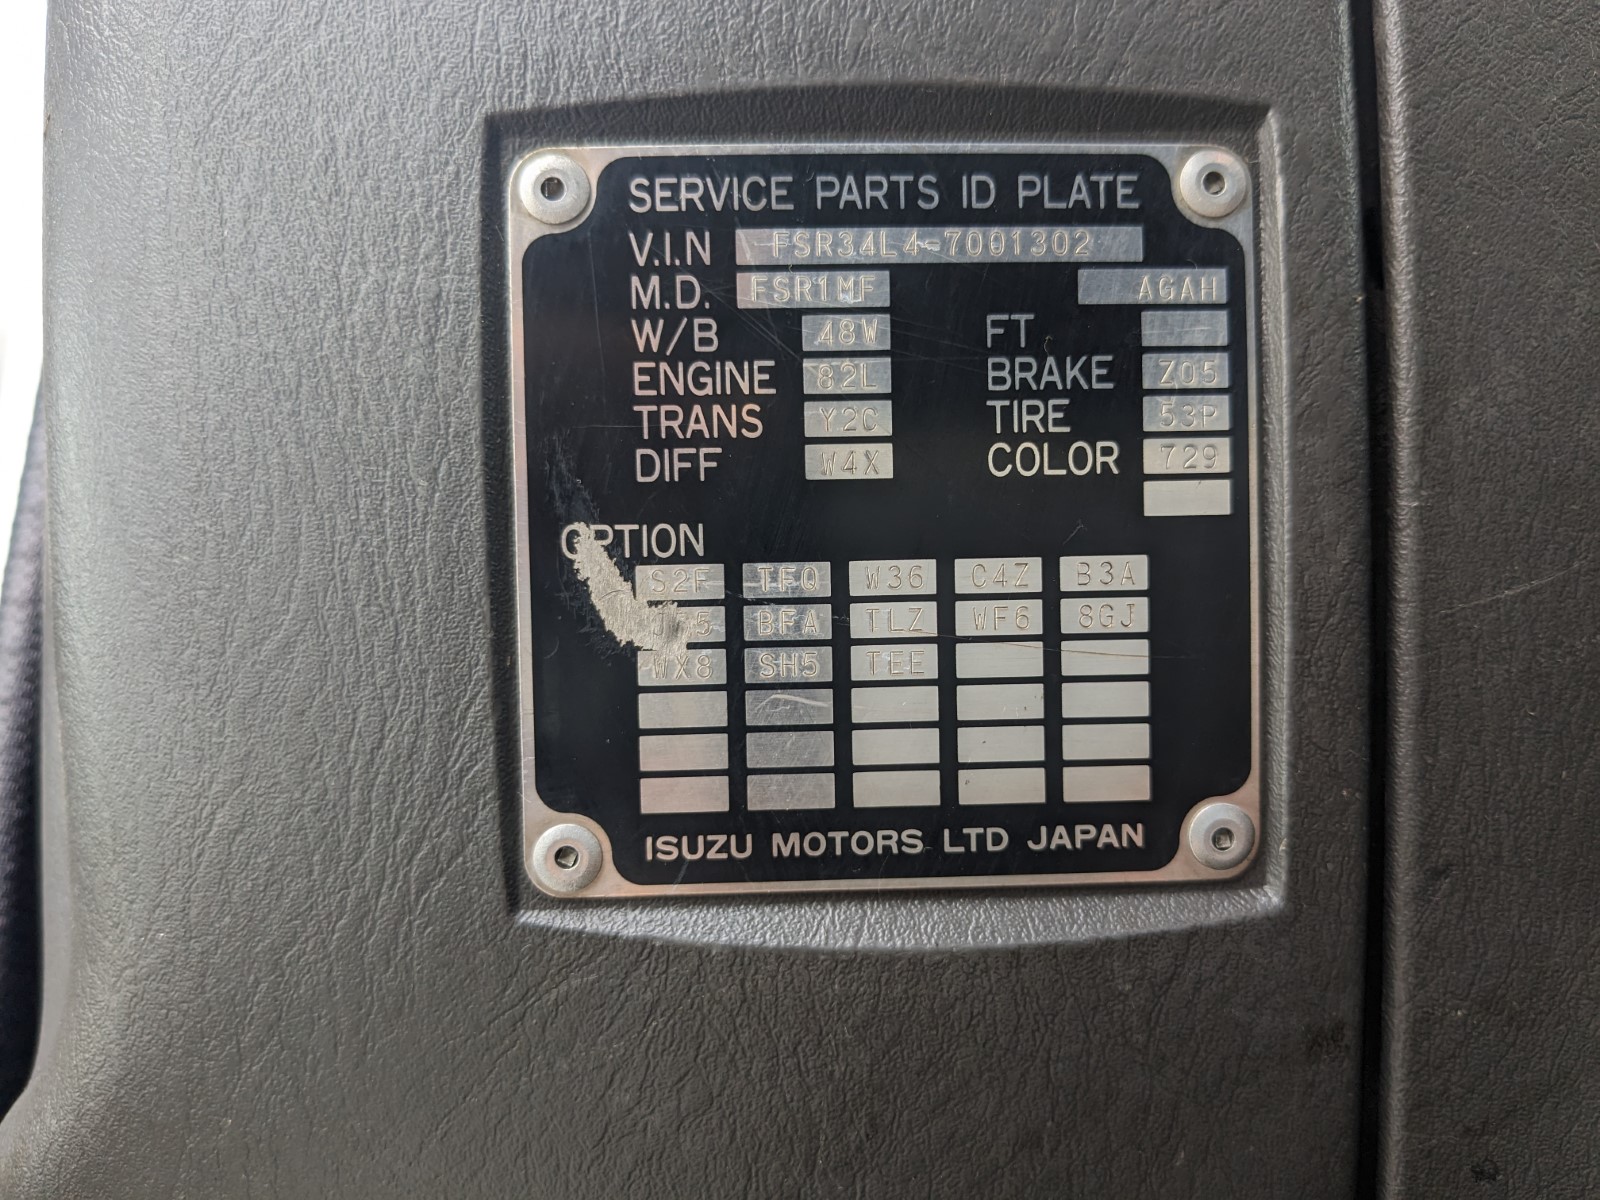 SERVICE PARTS ID PLATE
V.I.N FSR34L4-7001302
M.D. FSR1MF AGAH
W/B 48W FT
ENGINE 82L BRAKE Z05
TRANS Y2C TIRE 53P
DIFF W4X COLOR 729
OPTION
S2F TFQ W36 C4Z B3A
BFA TLZ WF6 8GJ
WX8 SH5 TEE
ISUZU MOTORS LTD JAPAN